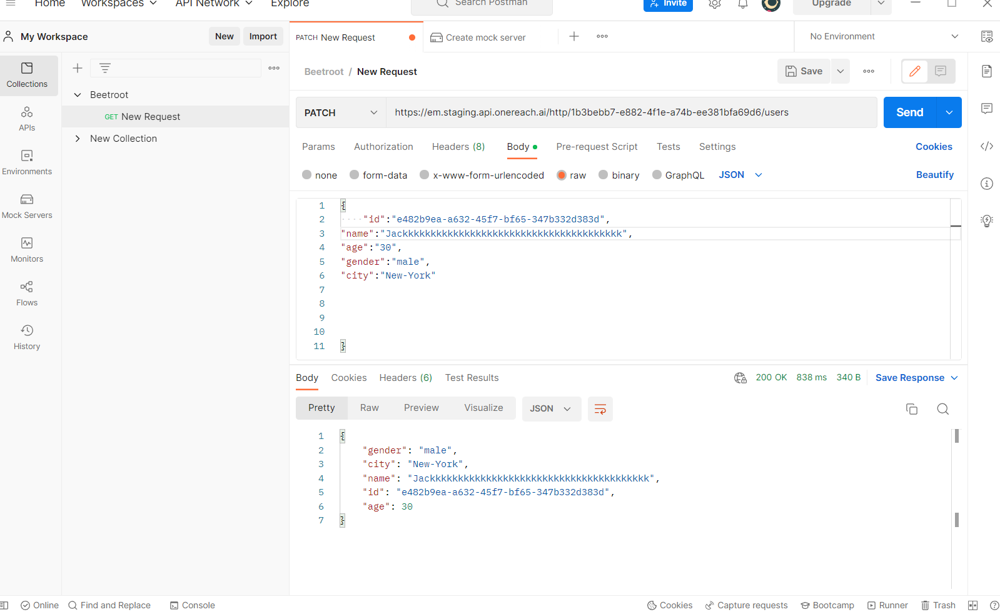 Home Workspaces API Network Explore Search Postman Invite Upgrade
My Workspace New Import PATCH New Request Create mock server No Environment
Collections
APIs
Environments
Mock Servers
Monitors
Flows
History
Beetroot
GET New Request
New Collection
Beetroot / New Request Save
PATCH https://em.staging.api.onereach.ai/http/1b3bebb7-e882-4f1e-a74b-ee381bfa69d6/users Send
Params Authorization Headers (8) Body Pre-request Script Tests Settings Cookies
none form-data x-www-form-urlencoded raw binary GraphQL JSON Beautify
1 {
2 "id":"e482b9ea-a632-45f7-bf65-347b332d383d",
3 "name":"Jackkkkkkkkkkkkkkkkkkkkkkkkkkkkkkkkkkkkkkk",
4 "age":"30",
5 "gender":"male",
6 "city":"New-York"
7
8
9
10
11 }
Body Cookies Headers (6) Test Results 200 OK 838 ms 340 B Save Response
Pretty Raw Preview Visualize JSON
1 {
2 "gender": "male",
3 "city": "New-York",
4 "name": "Jackkkkkkkkkkkkkkkkkkkkkkkkkkkkkkkkkkkkkkk",
5 "id": "e482b9ea-a632-45f7-bf65-347b332d383d",
6 "age": 30
7 }
Online Find and Replace Console Cookies Capture requests Bootcamp Runner Trash